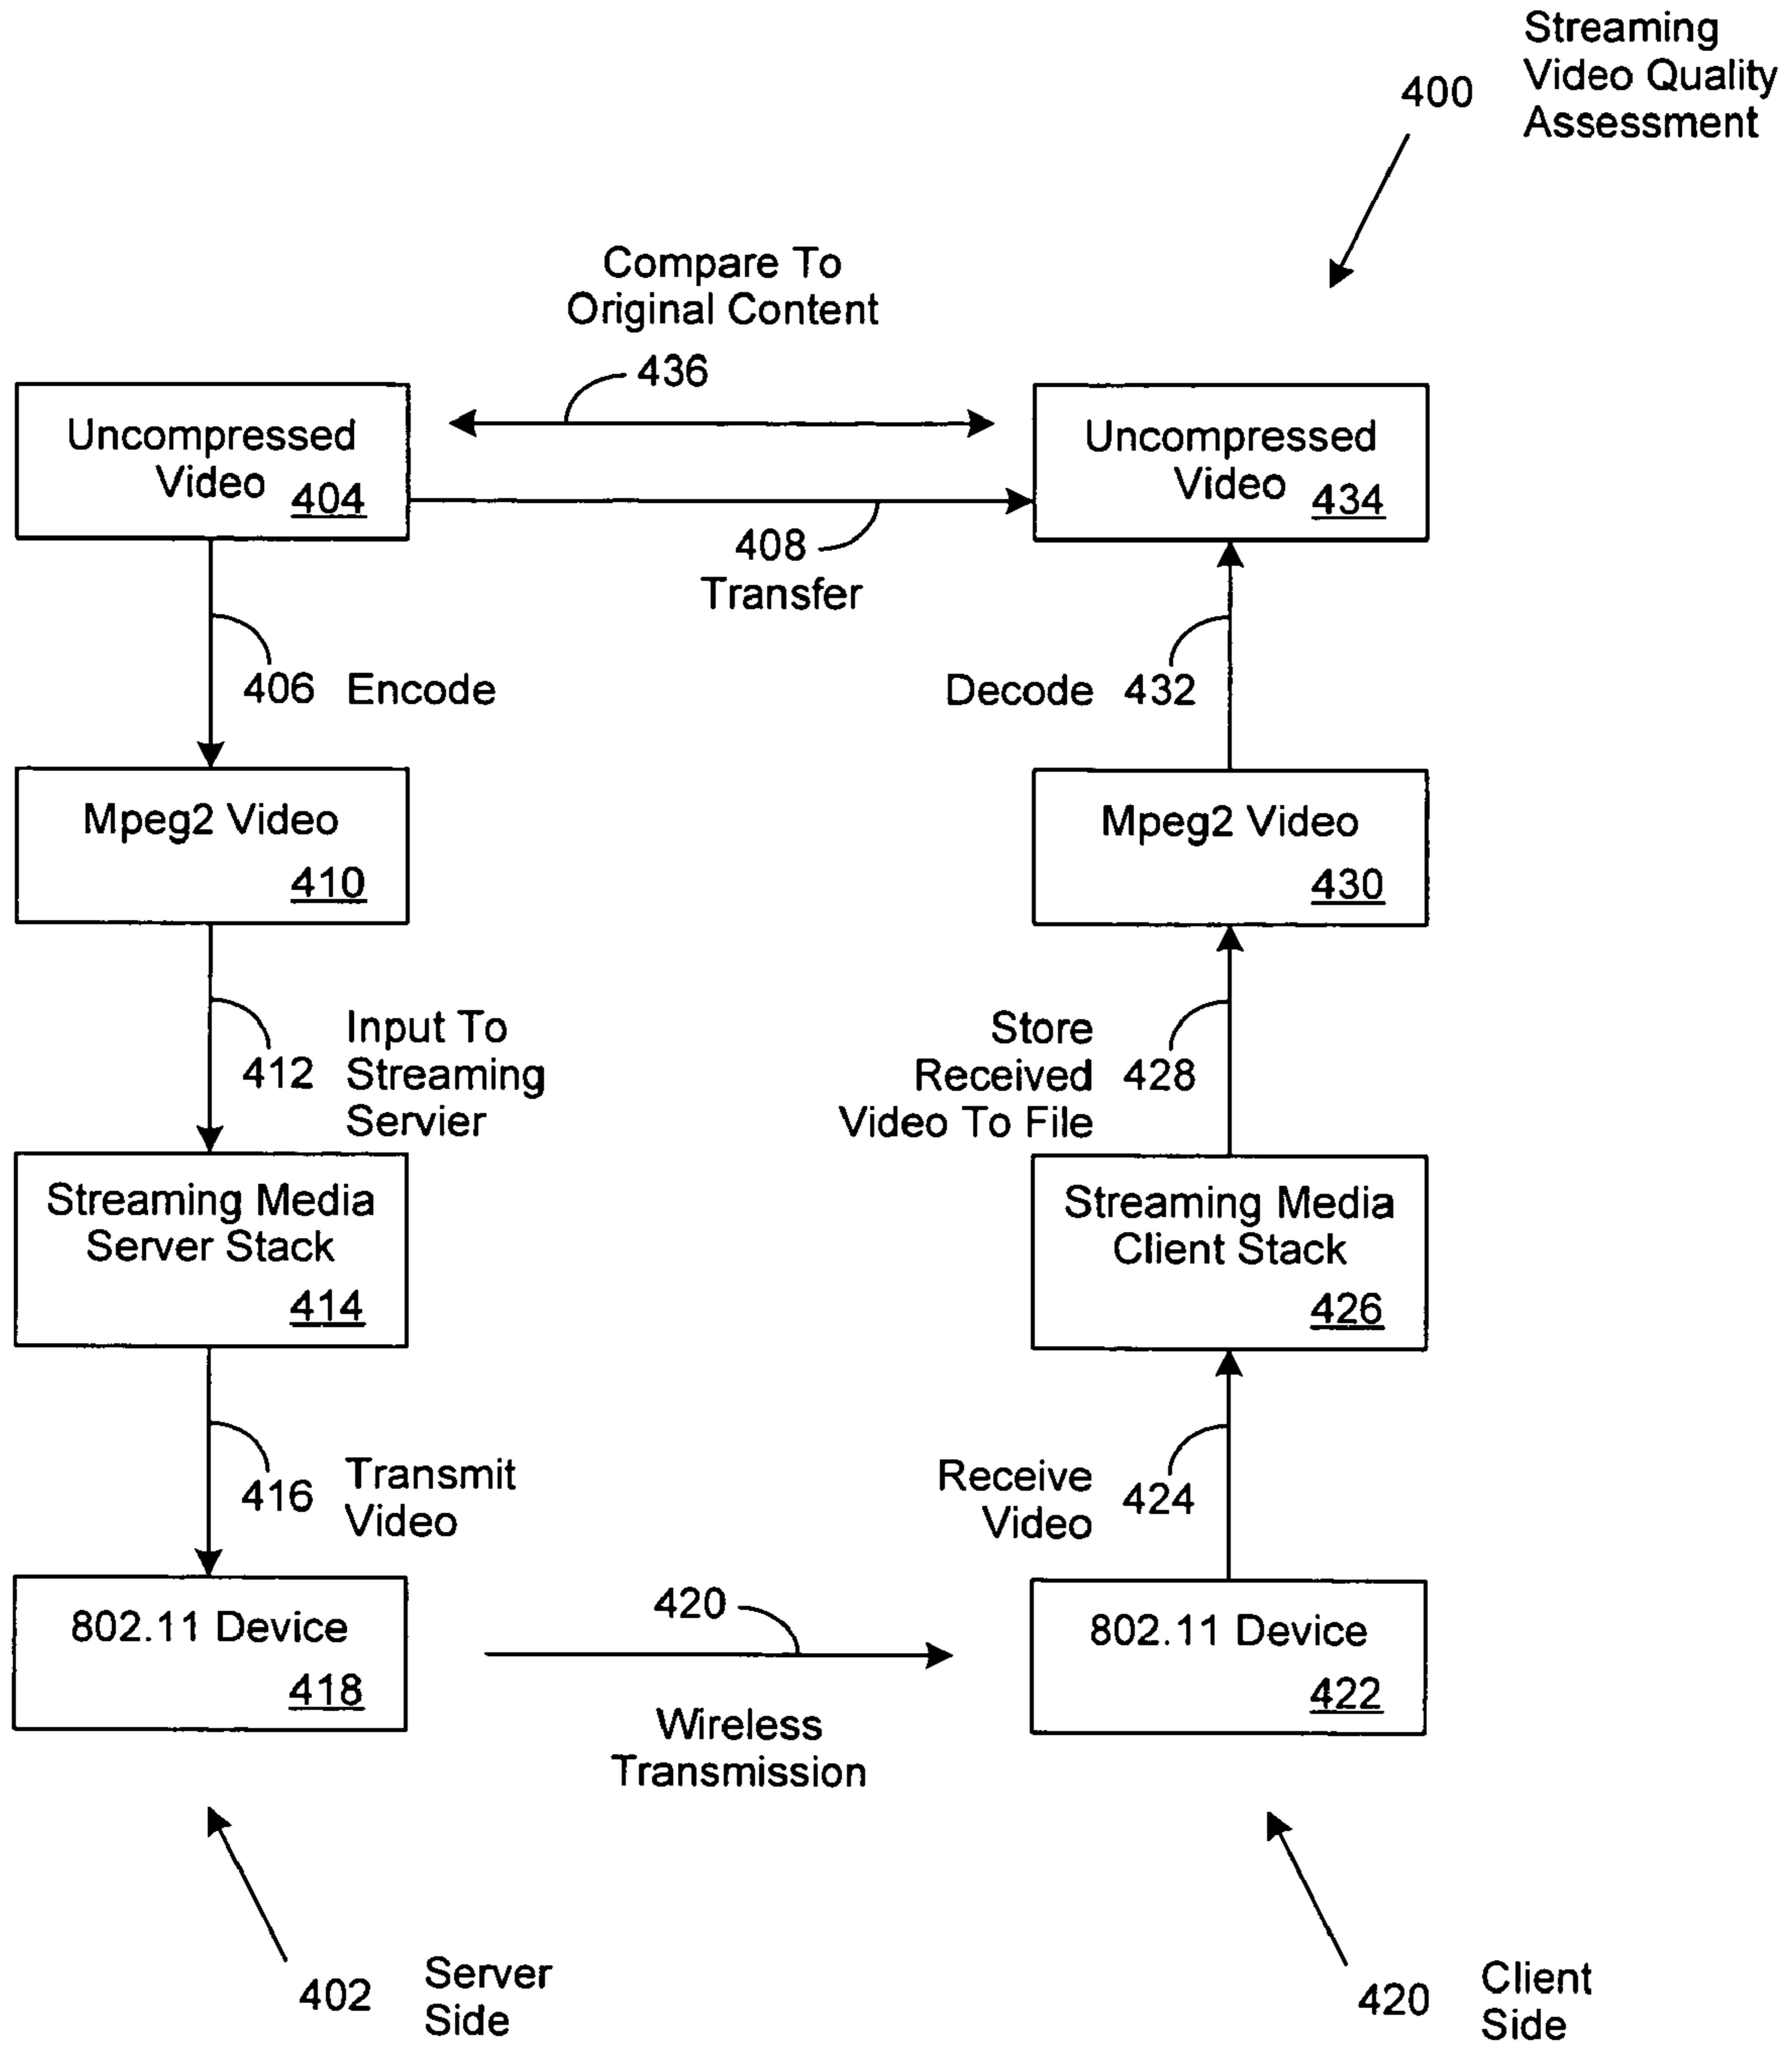 Streaming
Video Quality
Assessment
400
Compare To
Original Content
436
Uncompressed
Video
404
Uncompressed
Video
434
408
Transfer
406 Encode
Decode 432
Mpeg2 Video
410
Mpeg2 Video
430
412
Input To
Streaming
Servier
Store
Received
Video To File
428
Streaming Media
Server Stack
414
Streaming Media
Client Stack
426
416
Transmit
Video
Receive
Video
424
802.11 Device
418
420
Wireless
Transmission
802.11 Device
422
402
Server
Side
420
Client
Side